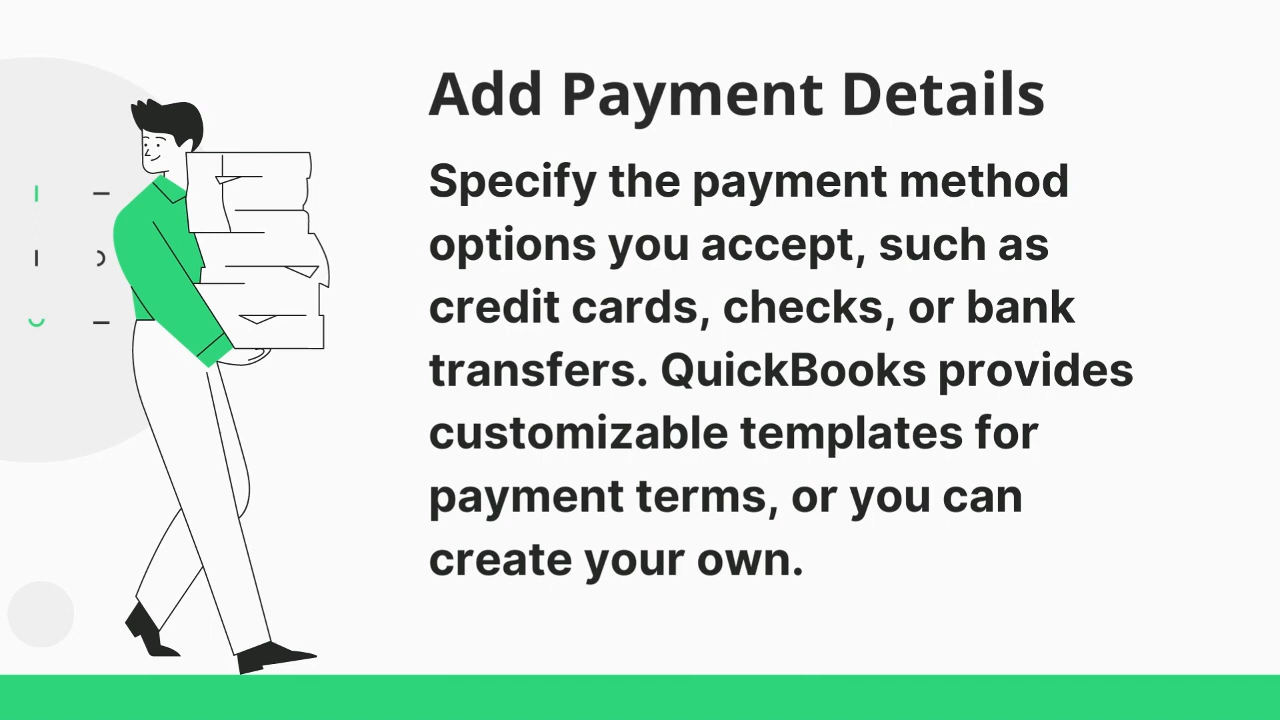 Add Payment Details
Specify the payment method
options you accept, such as
credit cards, checks, or bank
transfers. QuickBooks provides
customizable templates for
payment terms, or you can
create your own.